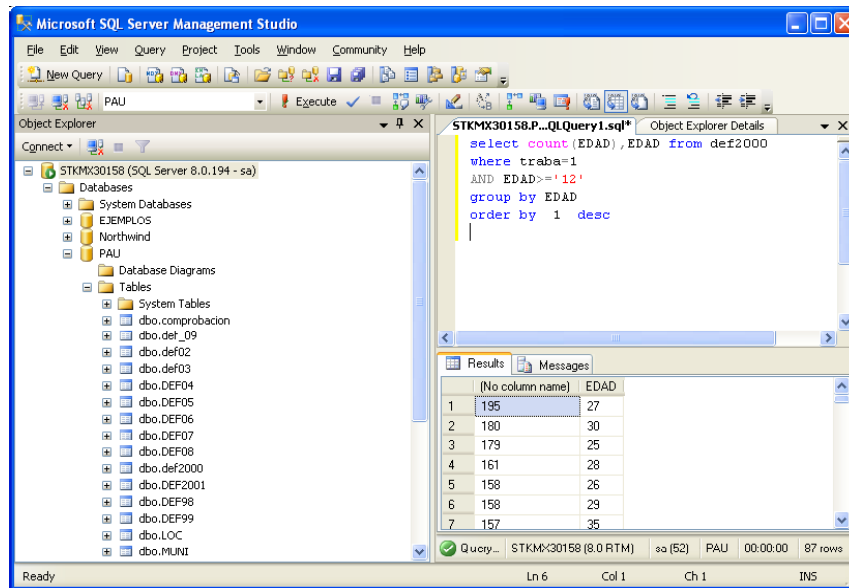 Microsoft SQL Server Management Studio
File Edit View Query Project Tools Window Community Help
New Query
PAU Execute
Object Explorer
Connect
STKMX30158 (SQL Server 8.0.194 - sa)
Databases
System Databases
EJEMPLOS
Northwind
PAU
Database Diagrams
Tables
System Tables
dbo.comprobacion
dbo.def_09
dbo.def02
dbo.def03
dbo.DEF04
dbo.DEF05
dbo.DEF06
dbo.DEF07
dbo.DEF08
dbo.def2000
dbo.DEF2001
dbo.DEF98
dbo.DEF99
dbo.LOC
dbo.MUNI
STKMX30158.P...QLQuery1.sql* Object Explorer Details
select count(EDAD),EDAD from def2000
where traba=1
AND EDAD>='12'
group by EDAD
order by 1 desc
Results Messages
(No column name) EDAD
1 195 27
2 180 30
3 179 25
4 161 28
5 158 26
6 158 29
7 157 35
Query... STKMX30158 (8.0 RTM) sa (52) PAU 00:00:00 87 rows
Ready Ln 6 Col 1 Ch 1 INS